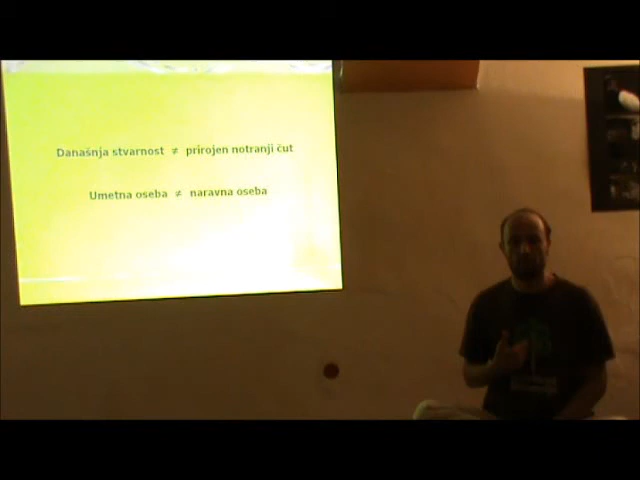 Današnja stvarnost ≠ prirojen notranji čut
Umetna oseba ≠ naravna oseba